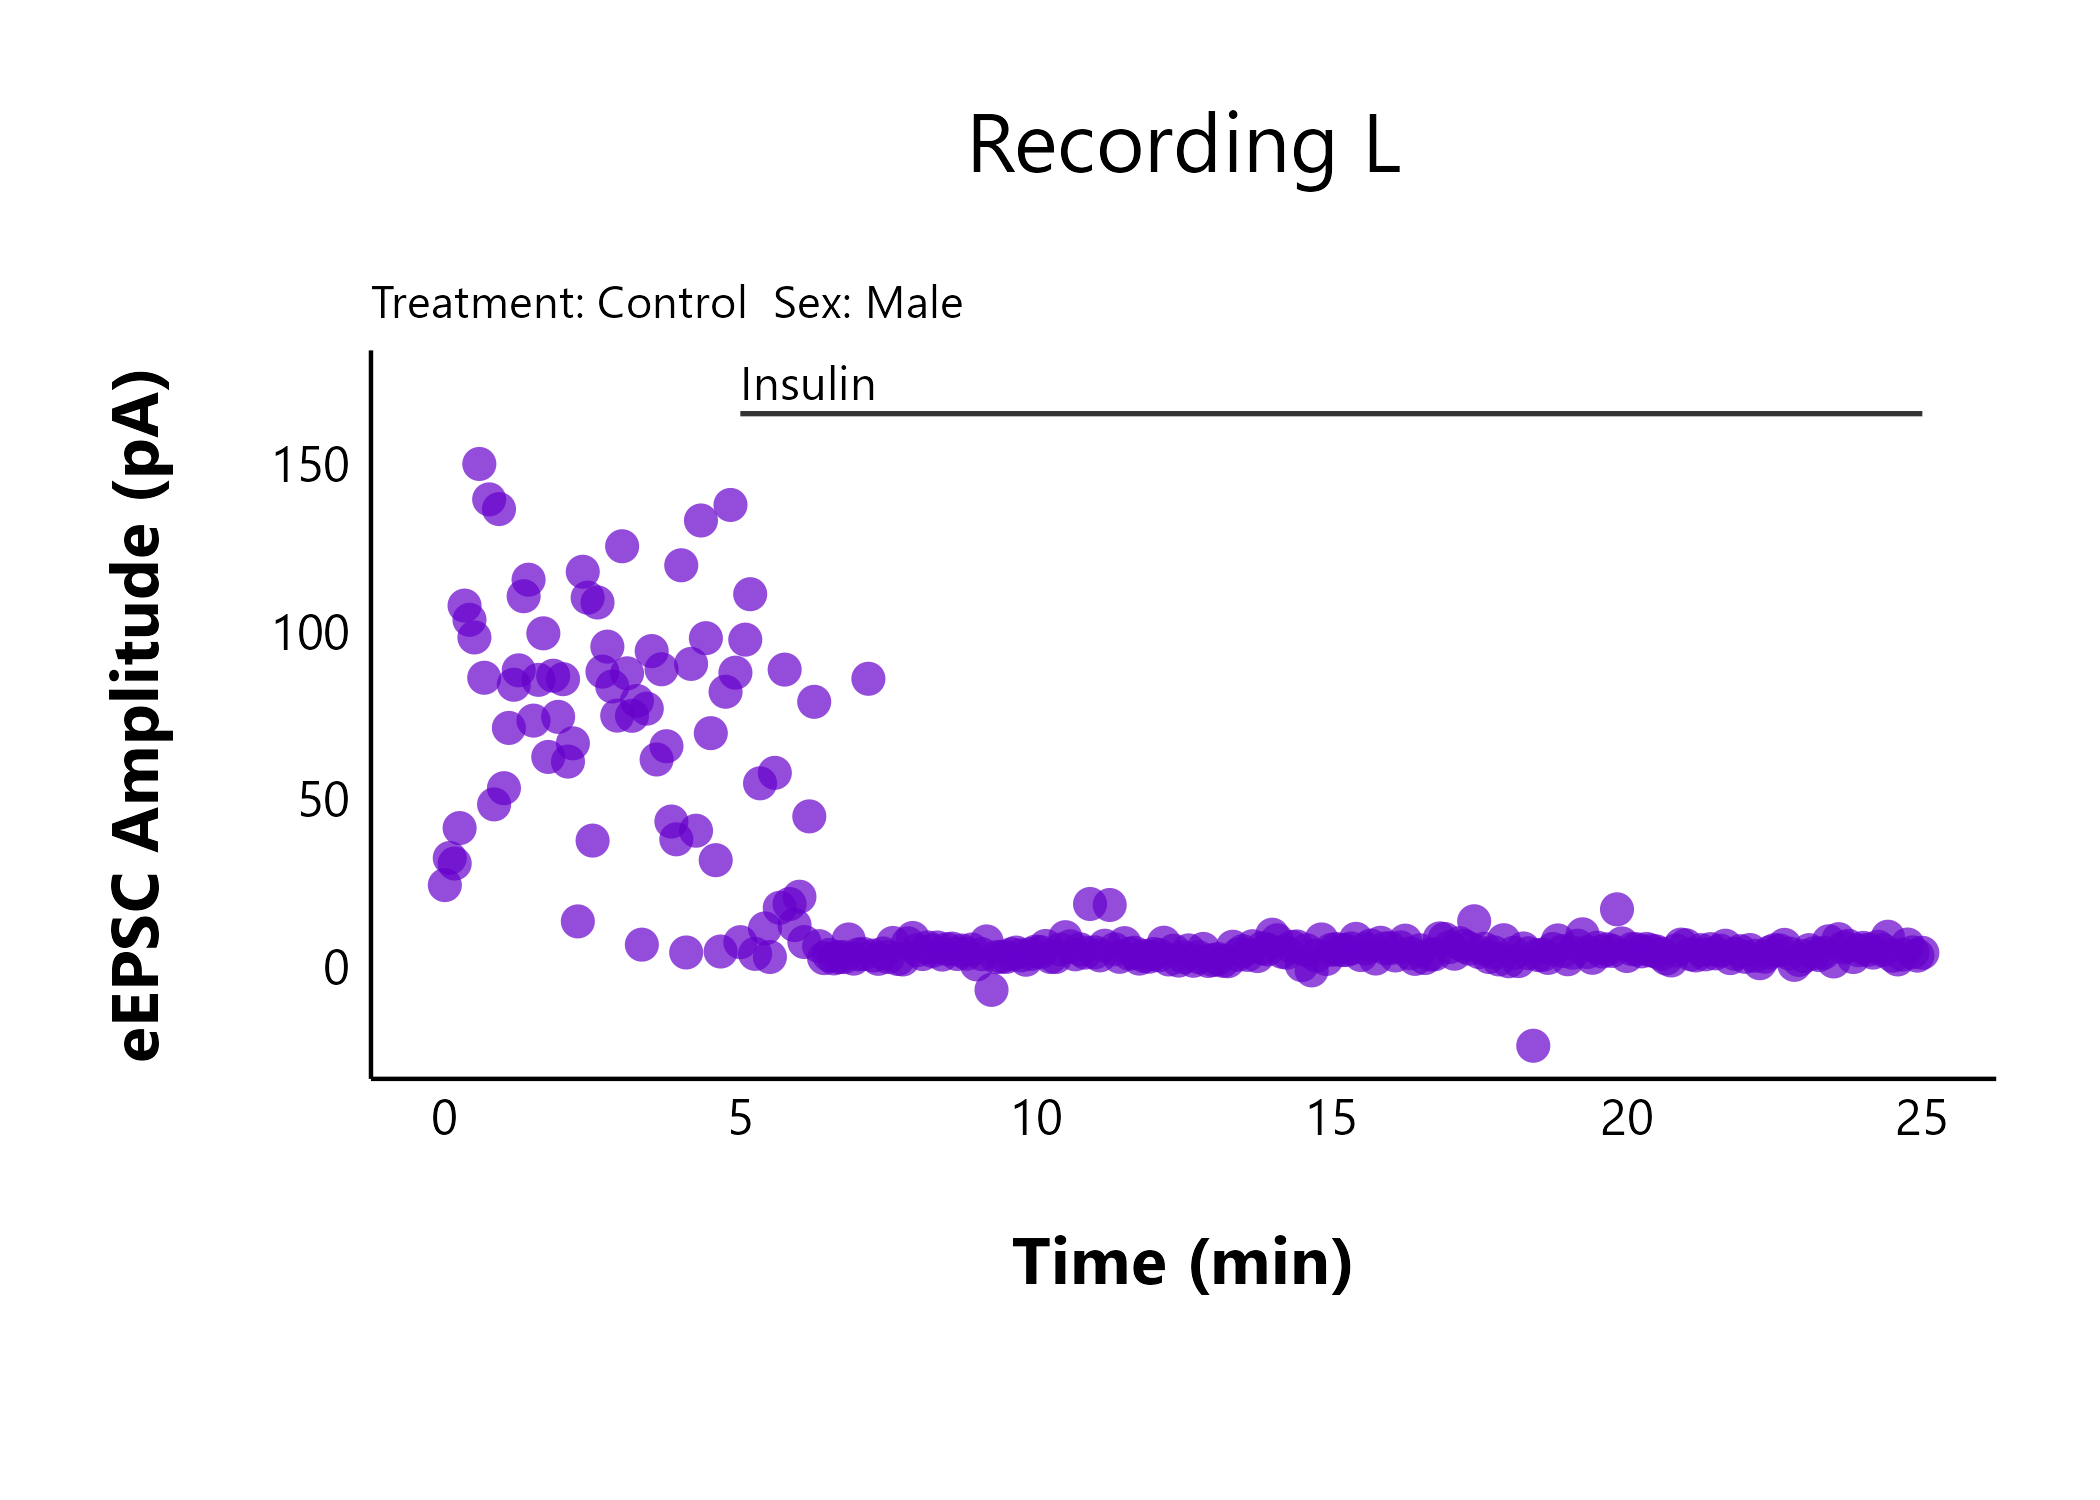 Recording L
Treatment: Control  Sex: Male
Insulin
eEPSC Amplitude (pA)
150
100
50
0
0 5 10 15 20 25
Time (min)